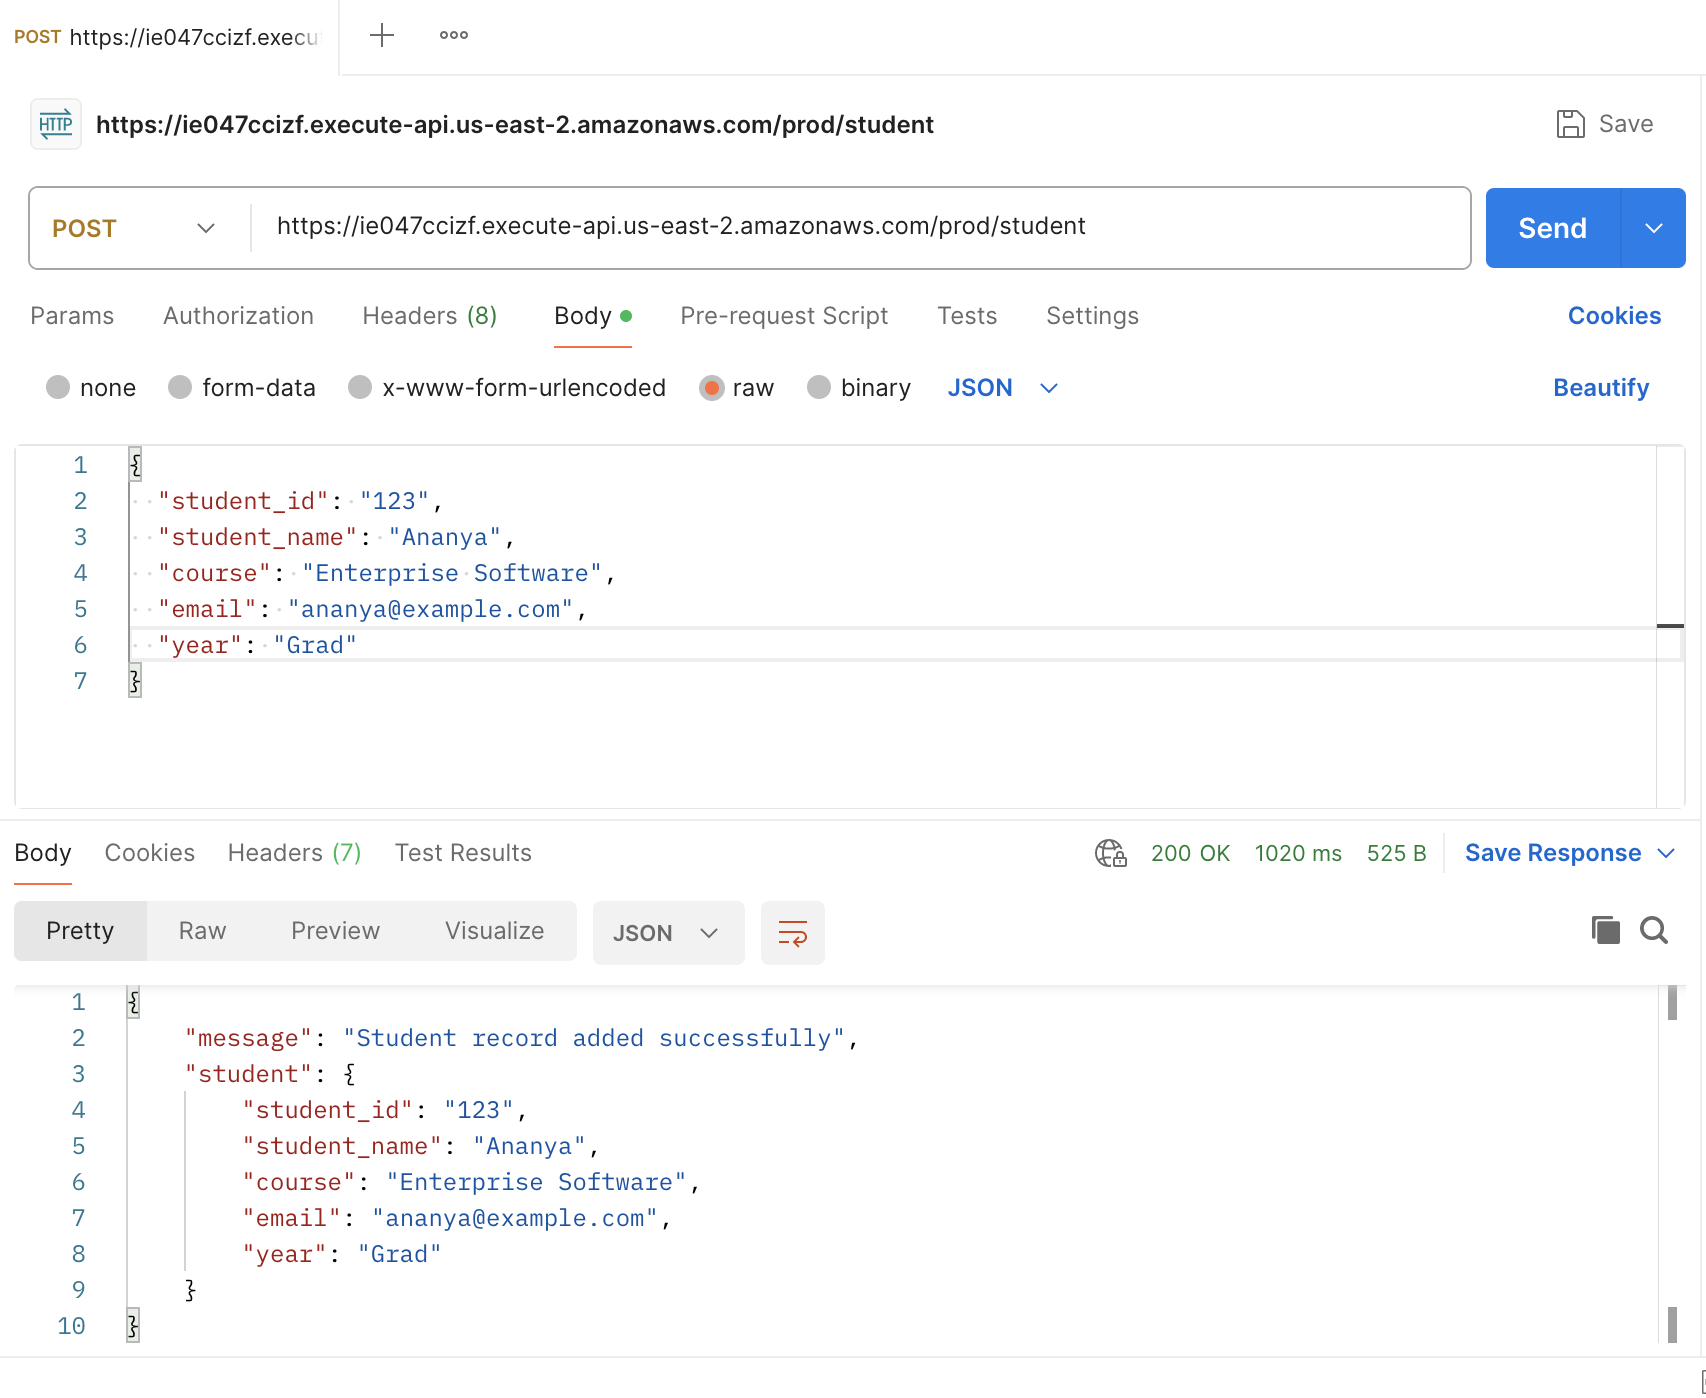 POST https://ie047ccizf.execu
HTTP https://ie047ccizf.execute-api.us-east-2.amazonaws.com/prod/student Save
POST https://ie047ccizf.execute-api.us-east-2.amazonaws.com/prod/student Send
Params Authorization Headers (8) Body Pre-request Script Tests Settings Cookies
none form-data x-www-form-urlencoded raw binary JSON Beautify
1 {
2 "student_id": "123",
3 "student_name": "Ananya",
4 "course": "Enterprise Software",
5 "email": "ananya@example.com",
6 "year": "Grad"
7 }
Body Cookies Headers (7) Test Results 200 OK 1020 ms 525 B Save Response
Pretty Raw Preview Visualize JSON
1 {
2 "message": "Student record added successfully",
3 "student": {
4 "student_id": "123",
5 "student_name": "Ananya",
6 "course": "Enterprise Software",
7 "email": "ananya@example.com",
8 "year": "Grad"
9 }
10 }